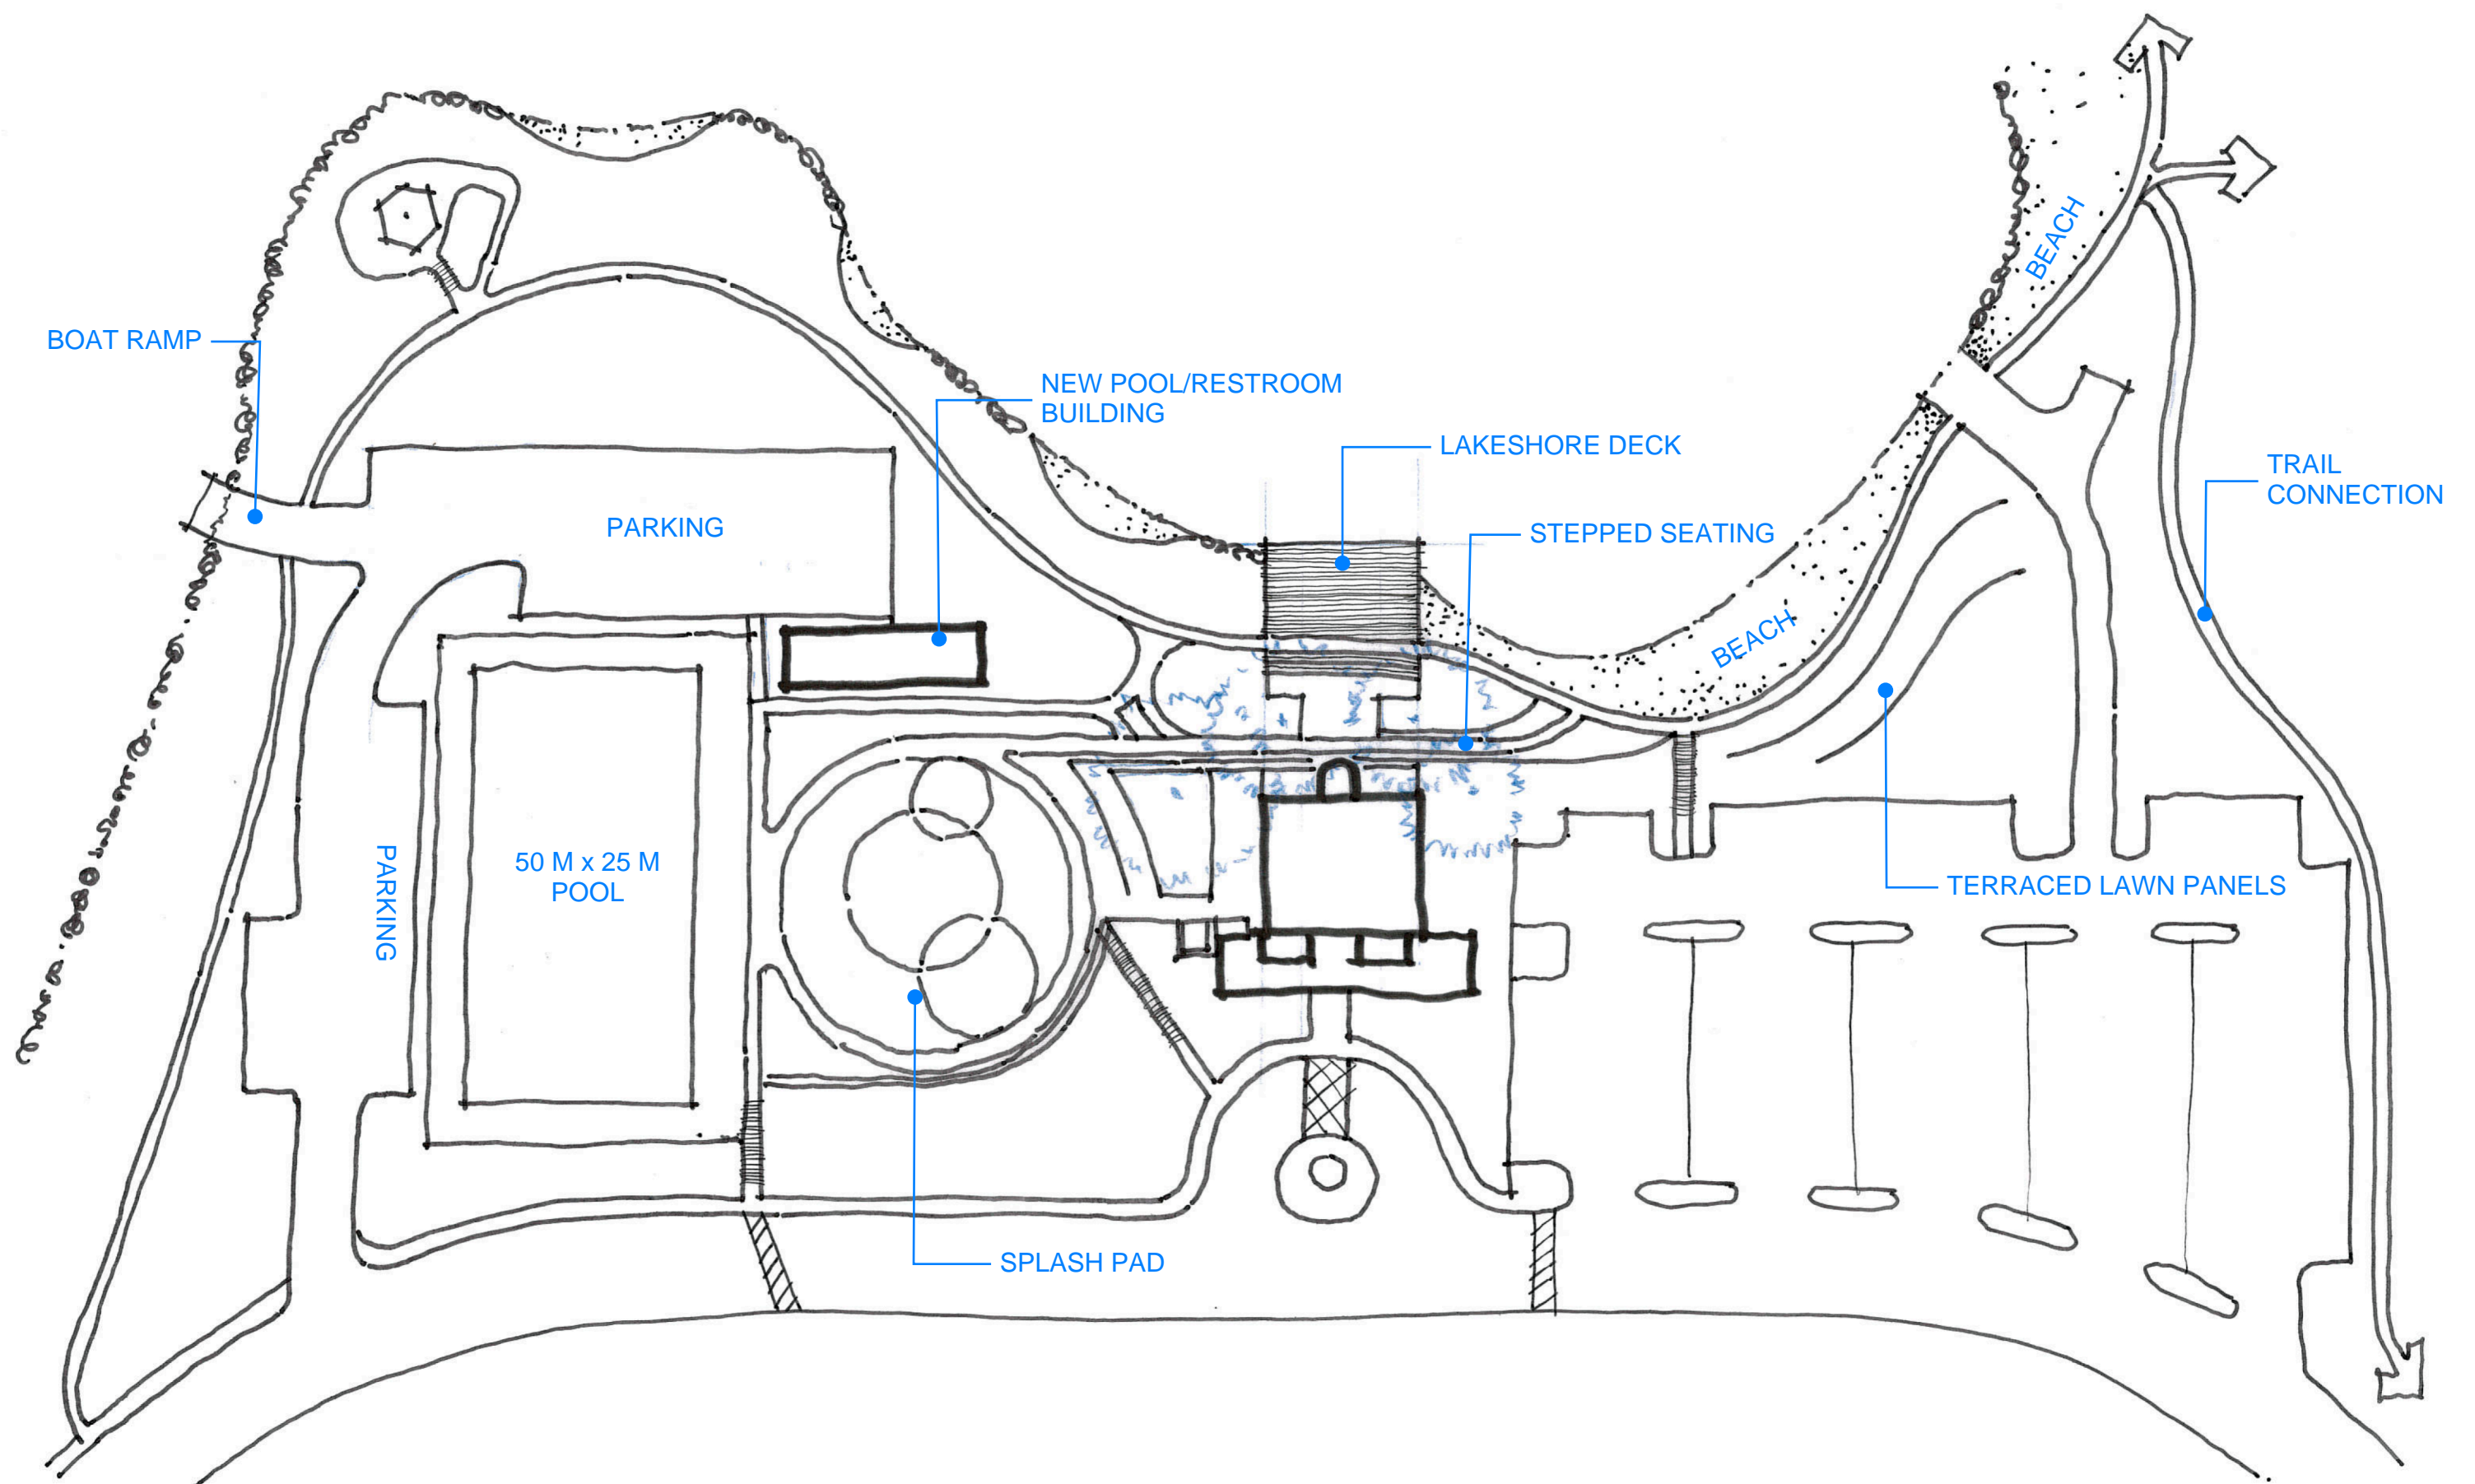 BEACH
BOAT RAMP
NEW POOL/RESTROOM
BUILDING
LAKESHORE DECK
TRAIL
CONNECTION
PARKING
STEPPED SEATING
BEACH
50 M x 25 M
POOL
PARKING
TERRACED LAWN PANELS
SPLASH PAD